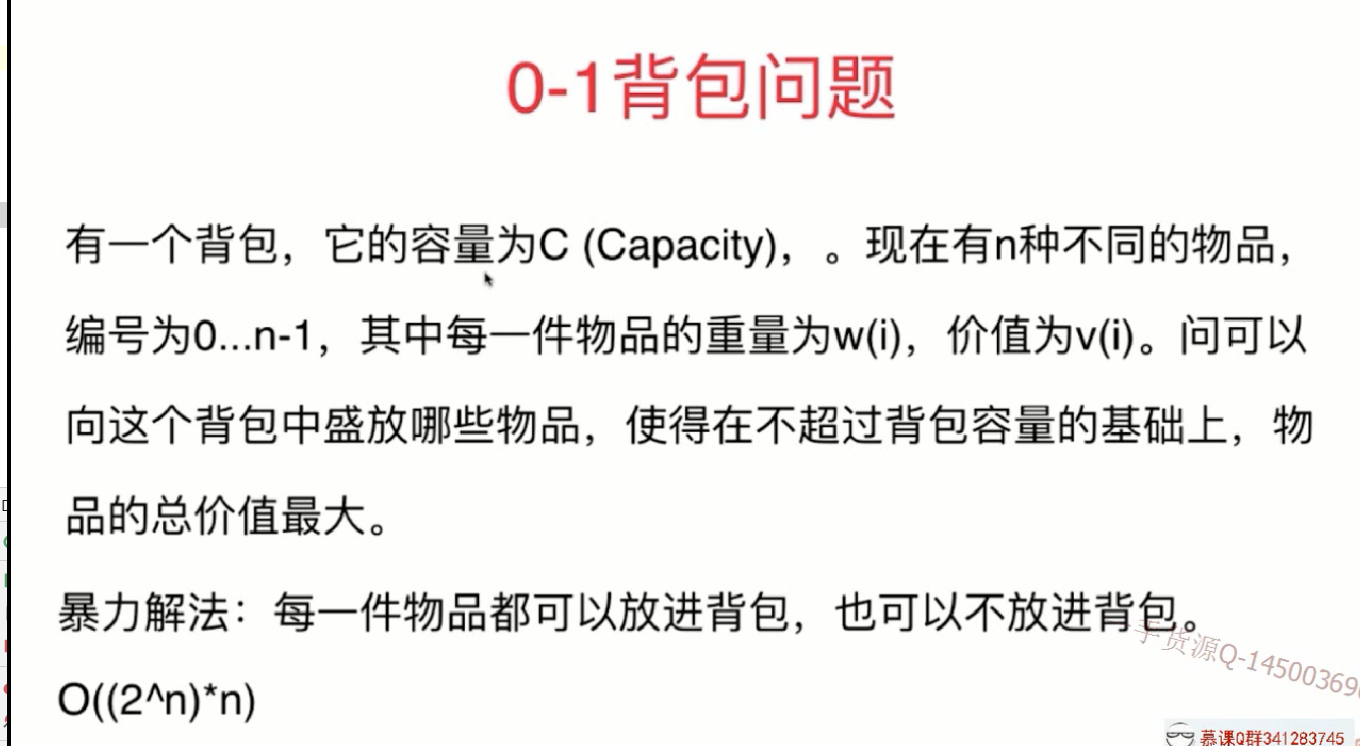 0-1背包问题
有一个背包，它的容量为C (Capacity)，。现在有n种不同的物品，
编号为0...n-1，其中每一件物品的重量为w(i)，价值为v(i)。问可以
向这个背包中盛放哪些物品，使得在不超过背包容量的基础上，物
品的总价值最大。
暴力解法：每一件物品都可以放进背包，也可以不放进背包。
手货源Q-14500369
O((2^n)*n)
慕课Q群341283745